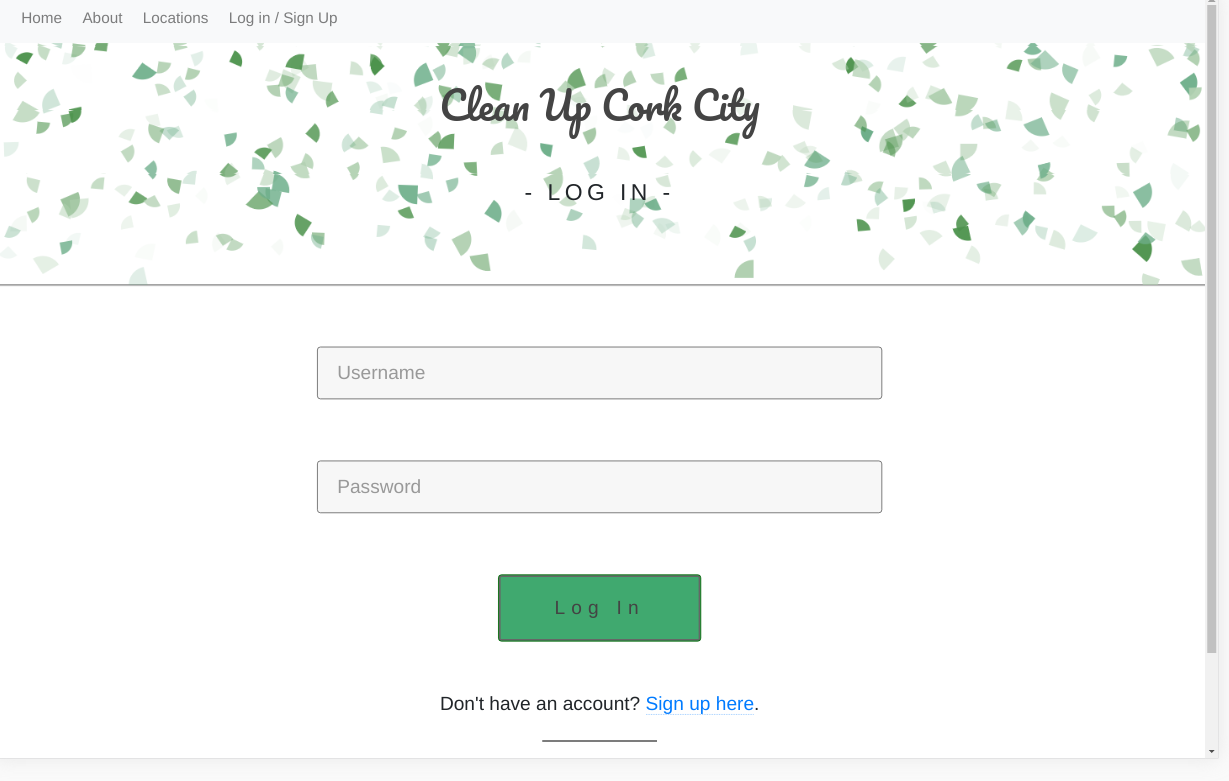 Home About Locations Log in / Sign Up
Clean Up Cork City
- LOG IN -
Username
Password
Log In
Don't have an account? Sign up here.